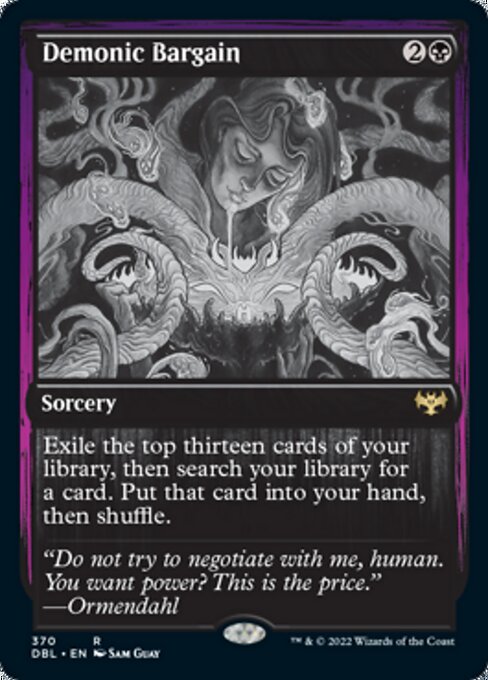 Demonic Bargain 2
Sorcery
Exile the top thirteen cards of your
library, then search your library for
a card. Put that card into your hand,
then shuffle.
“Do not try to negotiate with me, human.
You want power? This is the price.”
—Ormendahl
370 R
DBL • EN Sam Guay
™ & © 2022 Wizards of the Coast